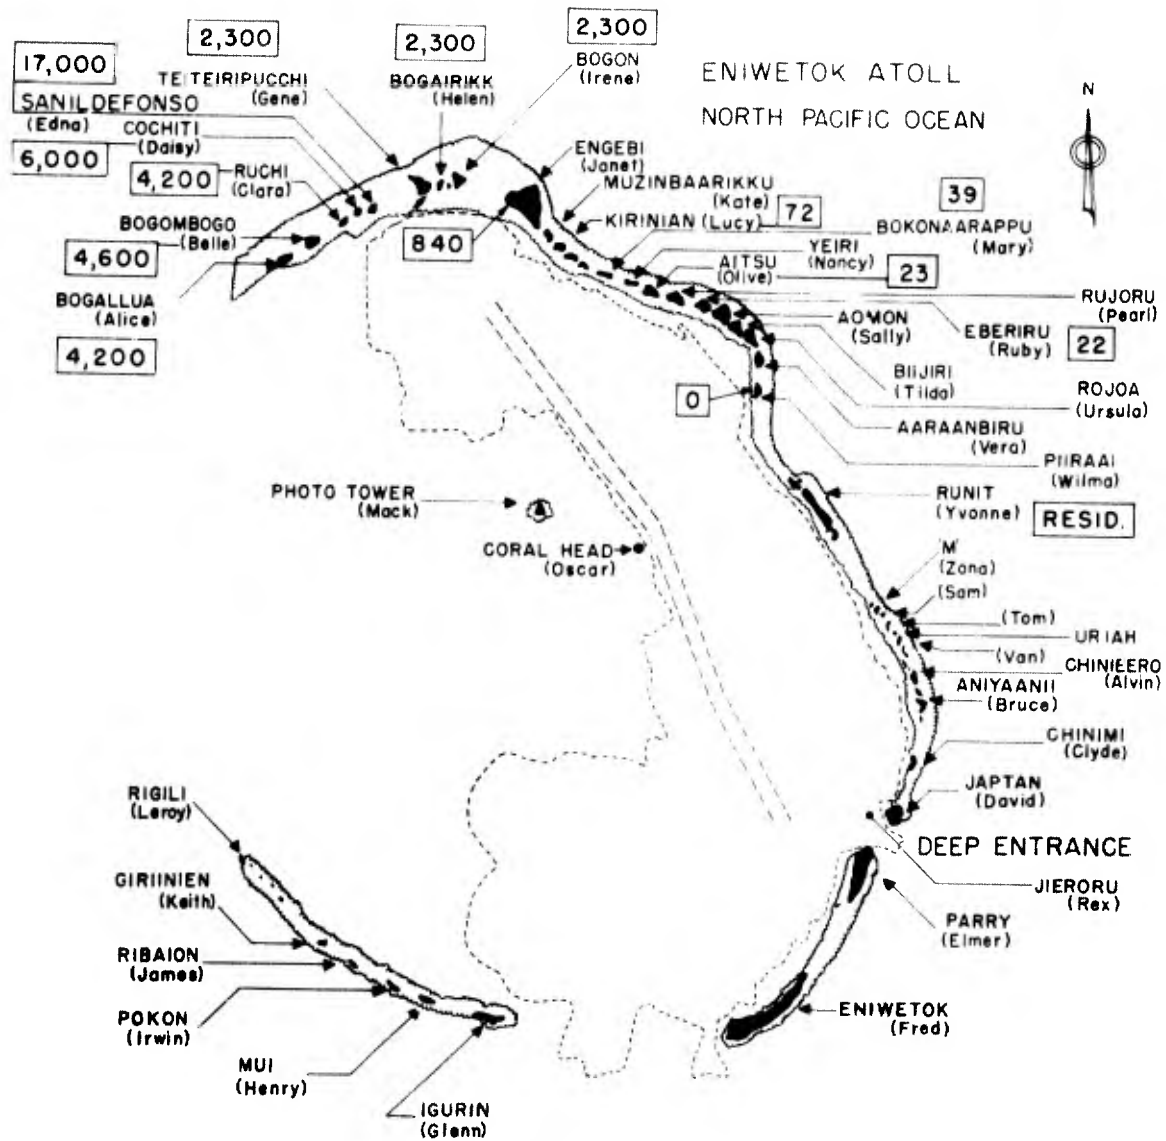 2,300
2,300
2,300
17,000
TEITEIRIPUCCHI
(Gene)
BOGAIRIKK
(Helen)
BOGON
(Irene)
ENIWETOK ATOLL
NORTH PACIFIC OCEAN
N
SANILDEFONSO
(Edna)
COCHITI
(Daisy)
6,000
RUCHI
(Clara)
4,200
ENGEBI
(Janet)
MUZINBAARIKKU
(Kate)
KIRINIAN (Lucy)
72
39
BOKONAARAPPU
(Mary)
BOGOMBOGO
(Belle)
4,600
840
YEIRI
(Nancy)
AITSU
(Olive)
23
BOGALLUA
(Alice)
4,200
RUJORU
(Pearl)
AOMON
(Sally)
EBERIRU
(Ruby)
22
BIIJIRI
(Tilda)
ROJOA
(Ursula)
0
AARAANBIRU
(Vera)
PIIRAAI
(Wilma)
RUNIT
(Yvonne)
RESID.
PHOTO TOWER
(Mack)
CORAL HEAD
(Oscar)
'M'
(Zona)
(Sam)
(Tom)
URIAH
(Van)
CHINIEERO
(Alvin)
ANIYAANII
(Bruce)
CHINIMI
(Clyde)
JAPTAN
(David)
DEEP ENTRANCE
JIERORU
(Rex)
PARRY
(Elmer)
RIGILI
(Leroy)
GIRIINIEN
(Keith)
RIBAION
(James)
POKON
(Irwin)
MUI
(Henry)
IGURIN
(Glenn)
ENIWETOK
(Fred)